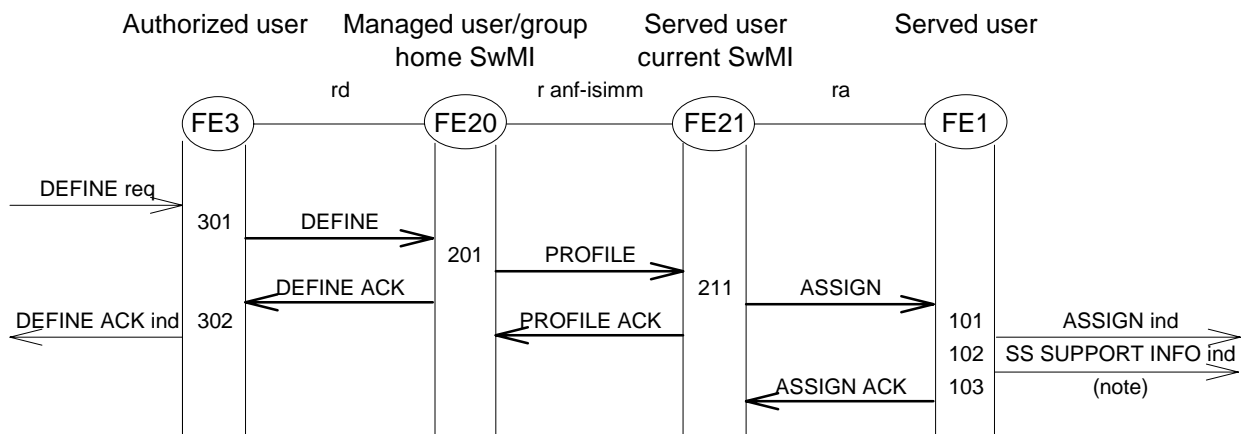 Authorized user Managed user/group Served user Served user
home SwMI current SwMI
rd r anf-isimm ra
FE3 FE20 FE21 FE1
DEFINE req
301 DEFINE
201 PROFILE
DEFINE ACK 211 ASSIGN
DEFINE ACK ind 302 PROFILE ACK 101 ASSIGN ind
102 SS SUPPORT INFO ind
ASSIGN ACK 103 (note)